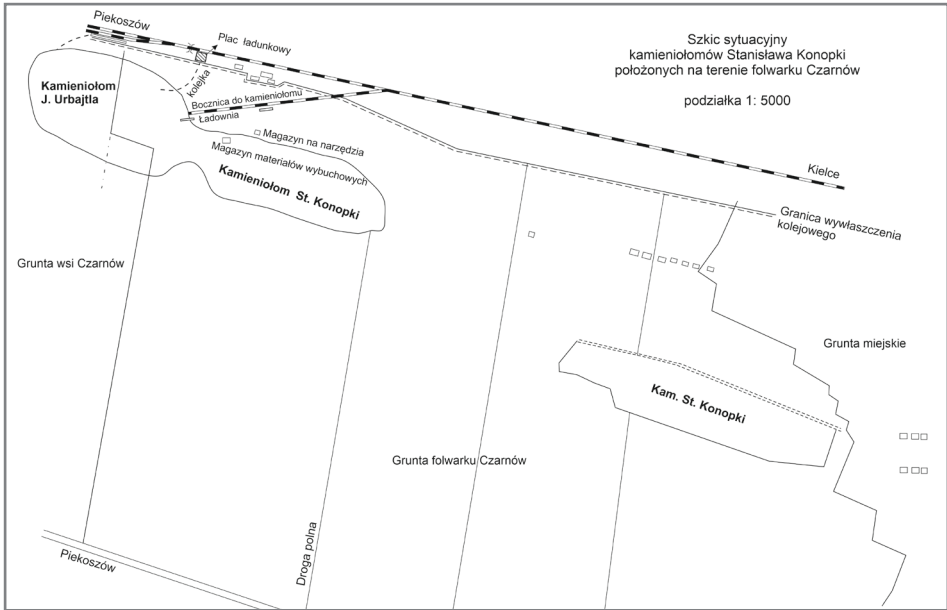 Piekoszów
Plac ładunkowy
Szkic sytuacyjny
kamieniołomów Stanisława Konopki
położonych na terenie folwarku Czarnów
podziałka 1: 5000
Kamieniołom
J. Urbajtla
kolejka
Bocznica do kamieniołomu
Ładownia
Magazyn na narzędzia
Magazyn materiałów wybuchowych
Kamieniołom St. Konopki
Kielce
Granica wywłaszczenia
kolejowego
Grunta wsi Czarnów
Grunta miejskie
Kam. St. Konopki
Grunta folwarku Czarnów
Droga polna
Piekoszów